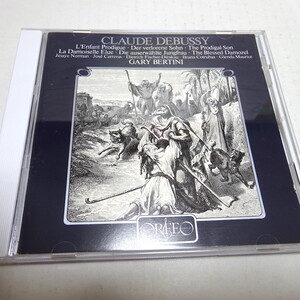 CLAUDE DEBUSSY
L'Enfant Prodigue · Der verlorene Sohn · The Prodigal Son
La Damoiselle Élue · Die auserwählte Jungfrau · The Blessed Damozel
Jessye Norman · José Carreras · Dietrich Fischer-Dieskau · Ileana Cotrubas · Glenda Maurice
GARY BERTINI
ORFEO